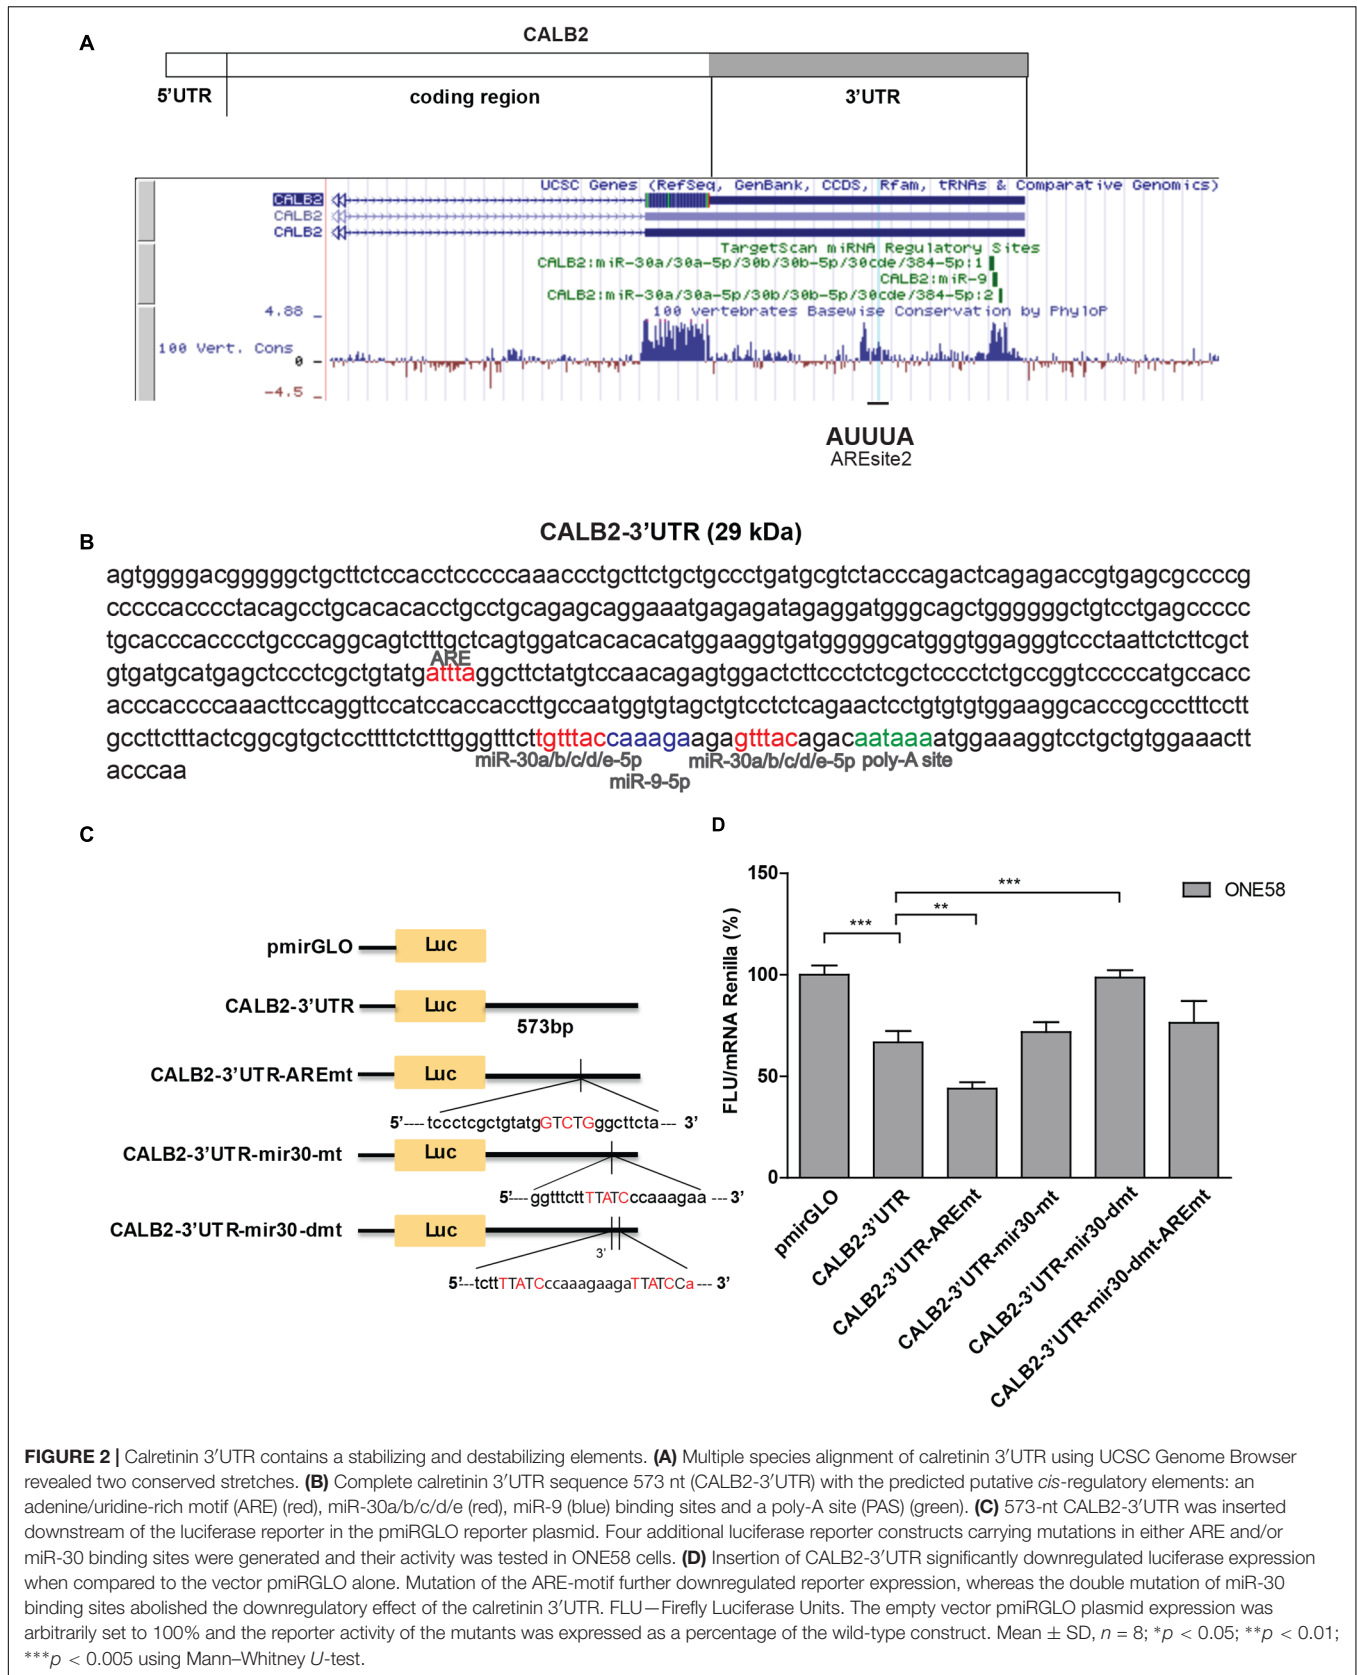 A
CALB2
5'UTR
coding region
3'UTR
UCSC Genes (RefSeq, GenBank, CCDS, Rfam, tRNAs & Comparative Genomics)
CALB2
CALB2
CALB2
TargetScan miRNA Regulatory Sites
CALB2:miR-30a/30a-5p/30b/30b-5p/30cde/384-5p:1
CALB2:miR-9
CALB2:miR-30a/30a-5p/30b/30b-5p/30cde/384-5p:2
4.88 _
100 vertebrates Basewise Conservation by PhyloP
100 Vert. Cons
0 –
-4.5 _
AUUUA
AREsite2
B
CALB2-3'UTR (29 kDa)
agtggggacgggggctgcttctccacctcccccaaaccctgcttctgctgccctgatgcgtctacccagactcagagaccgtgagcgccccg
cccccaccccctacagcctgcacacacctgcctgcagagcaggaaatgagagatagaggatgggcagctggggggctgtcctgagccccc
tgcacccacccctgcccaggcagtctttgctcagtggatcacacacatggaaggtgatgggggcatgggtggagggtccctaattctcttcgct
ARE
gtgatgcatgagctccctcgctgtatgatttaggcttctatgtccaacagagtggactcttccctctcgctccccctctgccggtcccccatgccacc
acccaccccaaacttccaggttccatccaccaccttgccaatggtgtagctgtcctctcagaactcctgtgtgtggaaggcacccgccctttcctt
gccttctttactcggcgtgctccttttctctttgggtttcttgtttaccaaagaagagtttacagacaataaaatggaaaggtcctgctgtggaaactt
miR-30a/b/c/d/e-5p
miR-30a/b/c/d/e-5p
poly-A site
miR-9-5p
acccaa
C
pmirGLO
Luc
CALB2-3'UTR
Luc
573bp
CALB2-3'UTR-AREmt
Luc
5'---- tccctcgctgtatgGTCTGggcttcta--- 3'
CALB2-3'UTR-mir30-mt
Luc
5'---- ggtttcttTTATCccaaagaa --- 3'
CALB2-3'UTR-mir30-dmt
Luc
3'
5'---tcttTTATCccaaagaagaTTATCCa --- 3'
D
FLU/mRNA Renilla (%)
150
100
50
0
***
**
***
ONE58
pmirGLO
CALB2-3'UTR
CALB2-3'UTR-AREmt
CALB2-3'UTR-mir30-mt
CALB2-3'UTR-mir30-dmt
CALB2-3'UTR-mir30-dmt-AREmt
FIGURE 2 | Calretinin 3′UTR contains a stabilizing and destabilizing elements. (A) Multiple species alignment of calretinin 3′UTR using UCSC Genome Browser
revealed two conserved stretches. (B) Complete calretinin 3′UTR sequence 573 nt (CALB2-3′UTR) with the predicted putative cis-regulatory elements: an
adenine/uridine-rich motif (ARE) (red), miR-30a/b/c/d/e (red), miR-9 (blue) binding sites and a poly-A site (PAS) (green). (C) 573-nt CALB2-3′UTR was inserted
downstream of the luciferase reporter in the pmiRGLO reporter plasmid. Four additional luciferase reporter constructs carrying mutations in either ARE and/or
miR-30 binding sites were generated and their activity was tested in ONE58 cells. (D) Insertion of CALB2-3′UTR significantly downregulated luciferase expression
when compared to the vector pmiRGLO alone. Mutation of the ARE-motif further downregulated reporter expression, whereas the double mutation of miR-30
binding sites abolished the downregulatory effect of the calretinin 3′UTR. FLU—Firefly Luciferase Units. The empty vector pmiRGLO plasmid expression was
arbitrarily set to 100% and the reporter activity of the mutants was expressed as a percentage of the wild-type construct. Mean ± SD, n = 8; *p < 0.05; **p < 0.01;
***p < 0.005 using Mann–Whitney U-test.